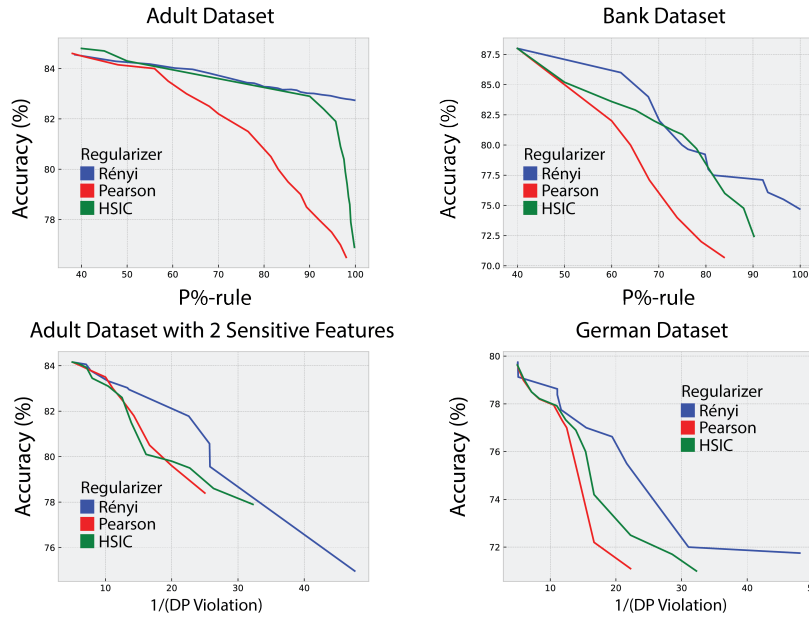 Adult Dataset
Accuracy (%)
84
82
80
78
Regularizer
Rényi
Pearson
HSIC
40 50 60 70 80 90 100
P%-rule
Bank Dataset
Accuracy (%)
87.5
85.0
82.5
80.0
77.5
75.0
72.5
70.0
Regularizer
Rényi
Pearson
HSIC
40 50 60 70 80 90 100
P%-rule
Adult Dataset with 2 Sensitive Features
Accuracy (%)
84
82
80
78
76
Regularizer
Rényi
Pearson
HSIC
10 20 30 40
1/(DP Violation)
German Dataset
Accuracy (%)
80
78
76
74
72
Regularizer
Rényi
Pearson
HSIC
10 20 30 40
1/(DP Violation)